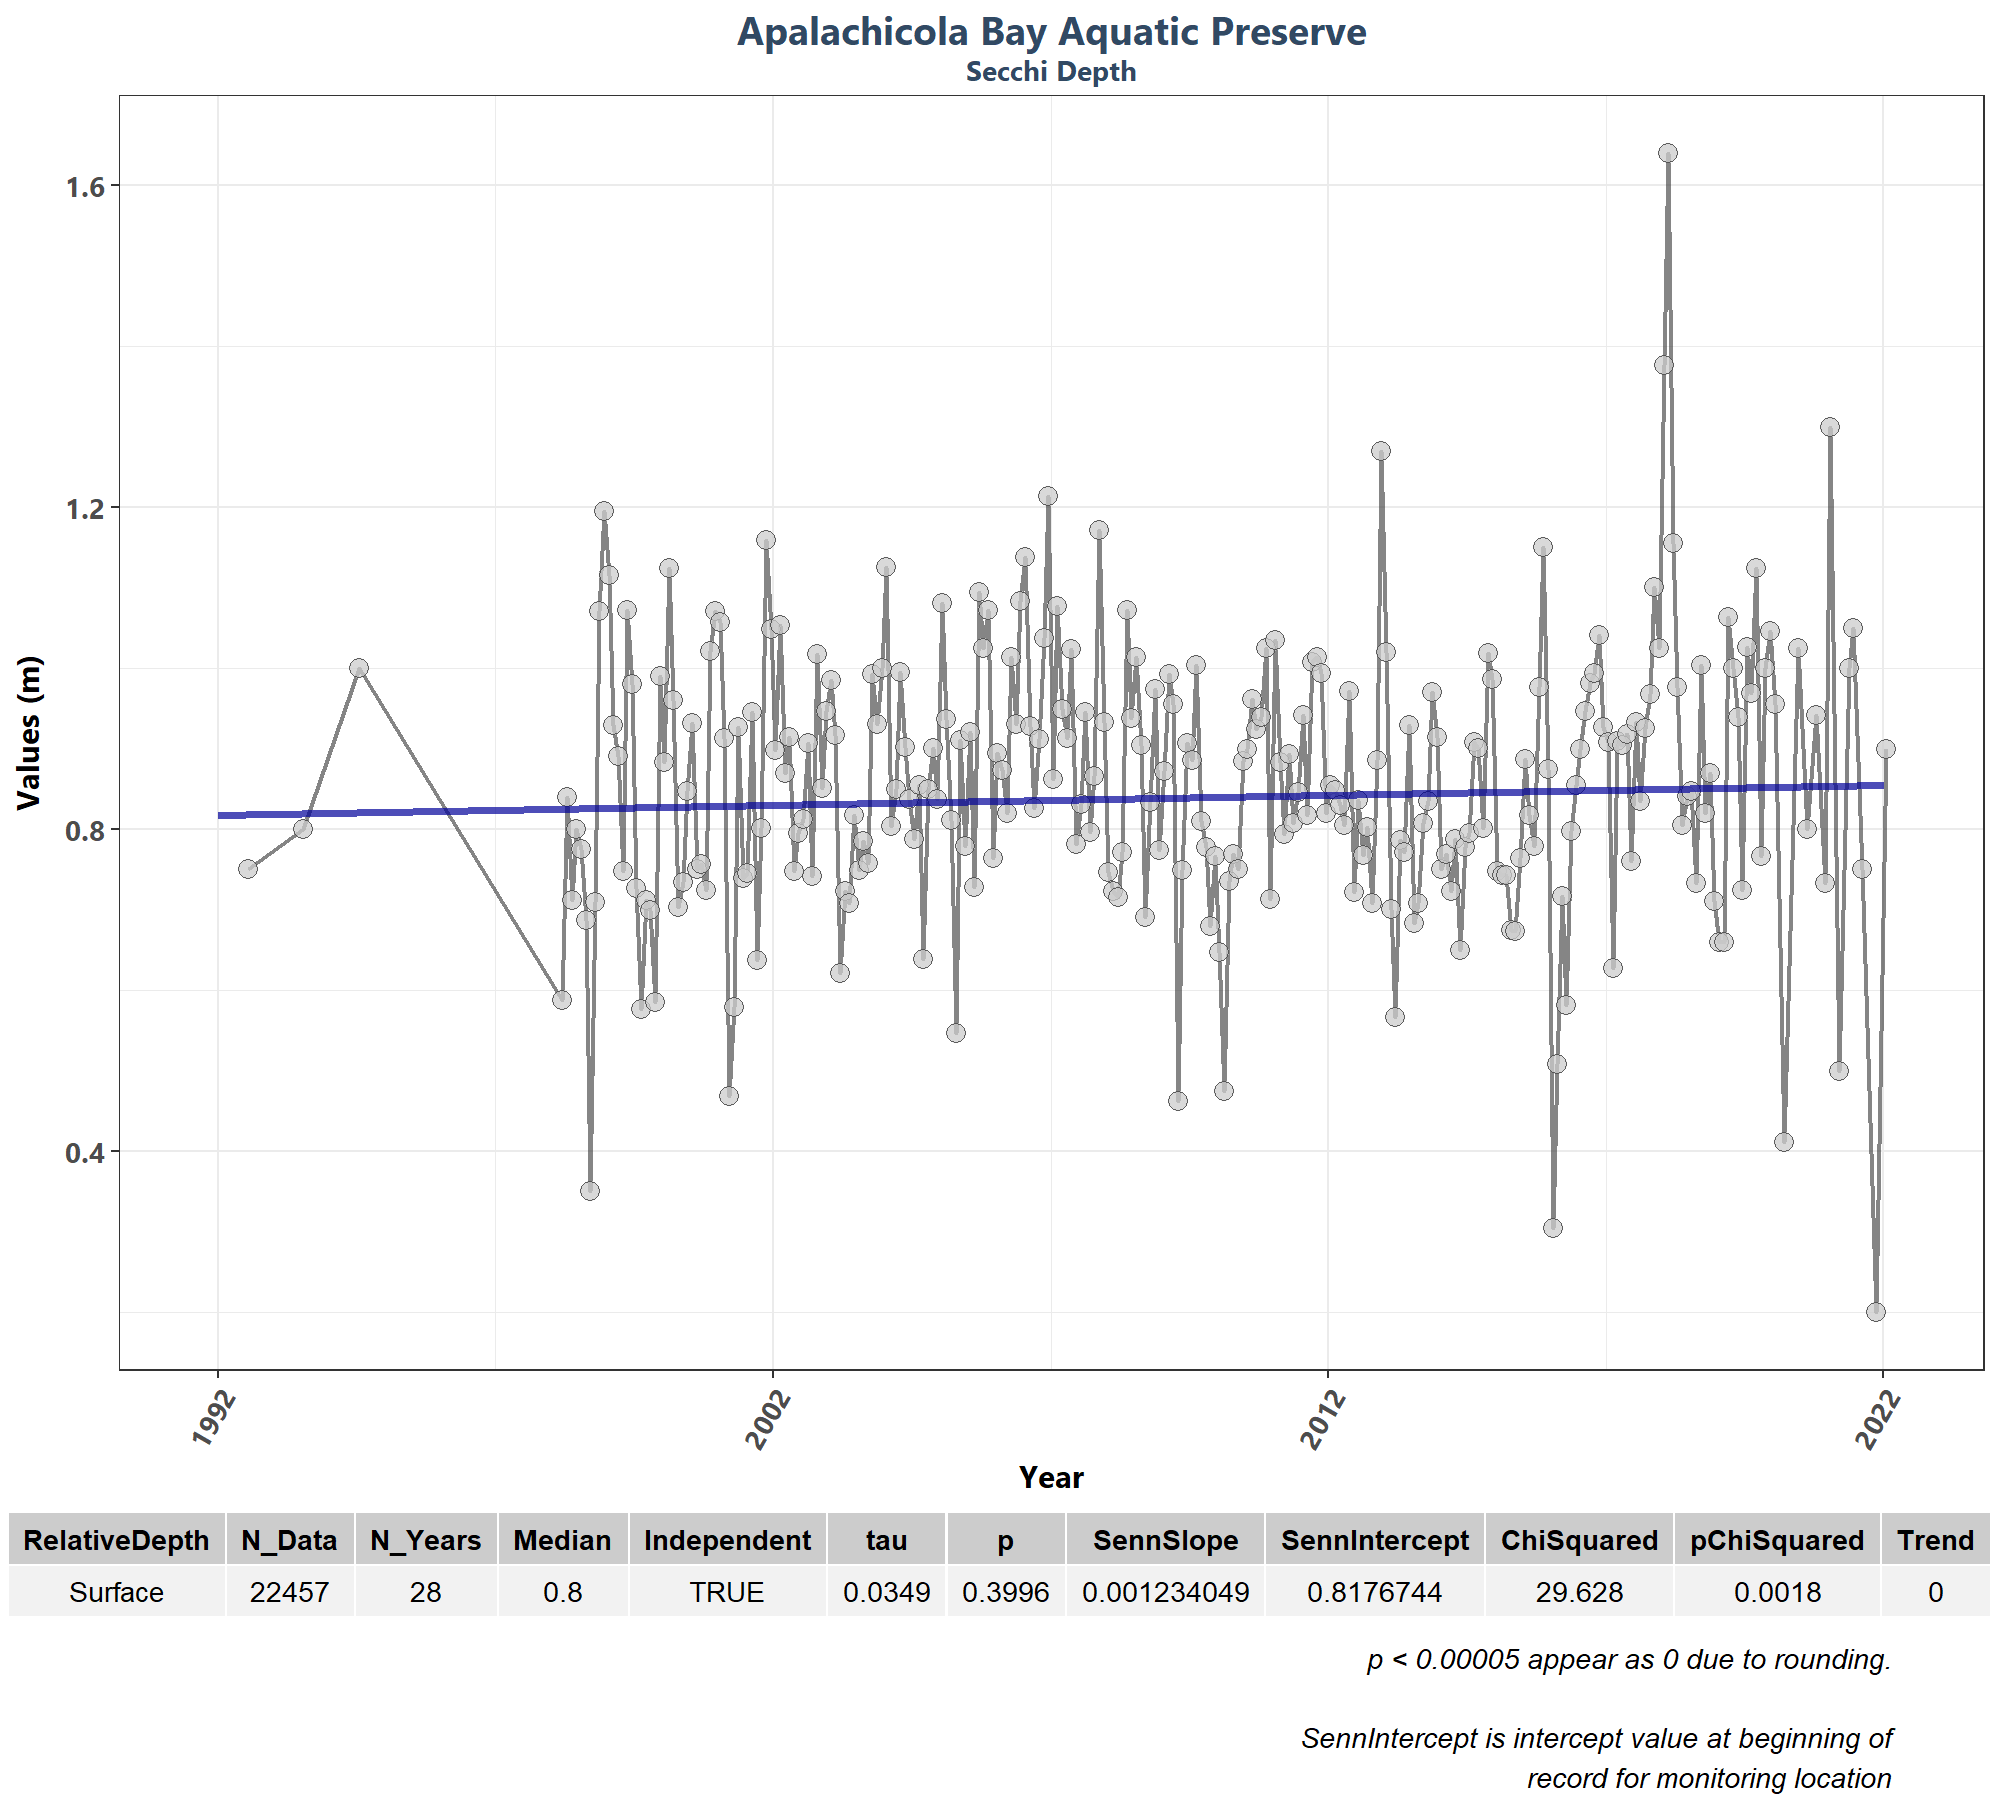 Apalachicola Bay Aquatic Preserve
Secchi Depth
Values (m)
1.6
1.2
0.8
0.4
1992 2002 2012 2022
Year
RelativeDepth N_Data N_Years Median Independent tau p SennSlope SennIntercept ChiSquared pChiSquared Trend
Surface 22457 28 0.8 TRUE 0.0349 0.3996 0.001234049 0.8176744 29.628 0.0018 0
p < 0.00005 appear as 0 due to rounding.
SennIntercept is intercept value at beginning of
record for monitoring location